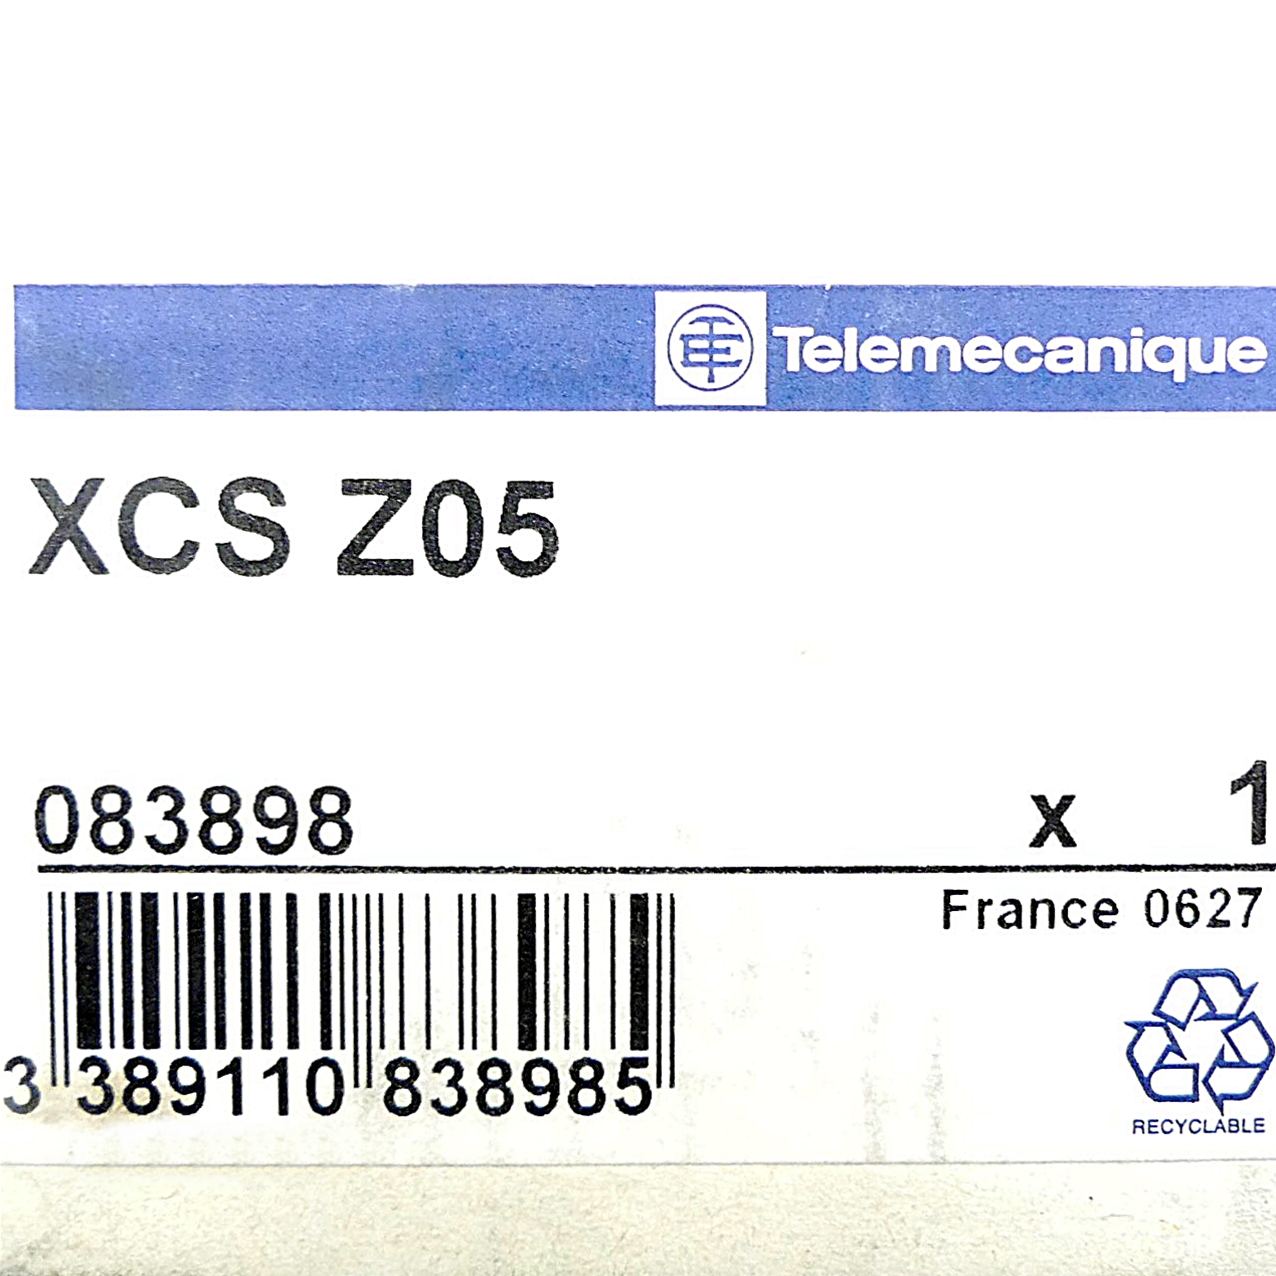 Telemecanique
XCS Z05
083898 x 1
France 0627
3 389110 838985
RECYCLABLE